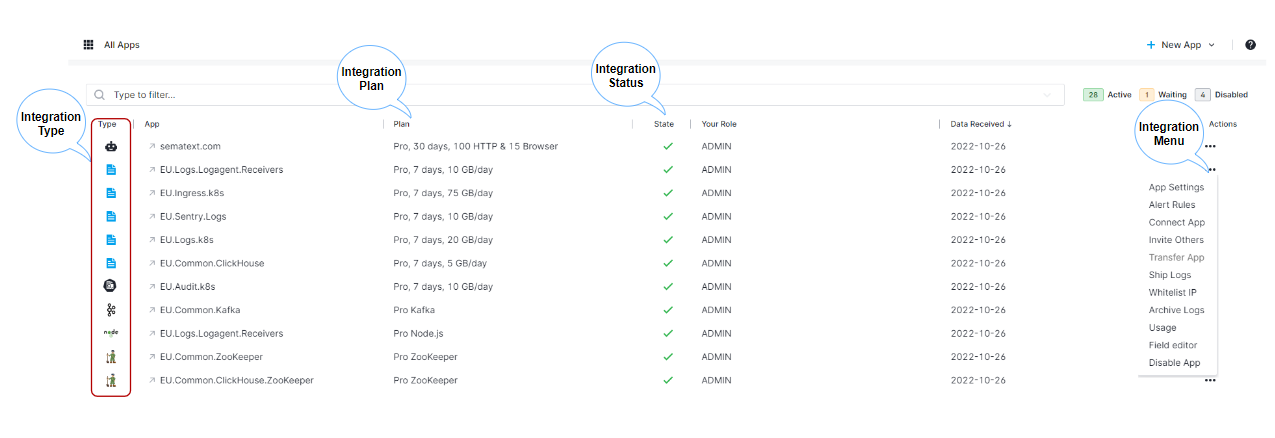 All Apps
New App
Integration
Plan
Integration
Status
Type to filter...
28 Active 1 Waiting 4 Disabled
Integration
Type
Integration
Menu
Type App Plan State Your Role Data Received ↓ Actions
sematext.com Pro, 30 days, 100 HTTP & 15 Browser ADMIN 2022-10-26
EU.Logs.Logagent.Receivers Pro, 7 days, 10 GB/day ADMIN 2022-10-26
EU.Ingress.k8s Pro, 7 days, 75 GB/day ADMIN 2022-10-26
EU.Sentry.Logs Pro, 7 days, 10 GB/day ADMIN 2022-10-26
EU.Logs.k8s Pro, 7 days, 20 GB/day ADMIN 2022-10-26
EU.Common.ClickHouse Pro, 7 days, 5 GB/day ADMIN 2022-10-26
EU.Audit.k8s Pro, 7 days, 10 GB/day ADMIN 2022-10-26
EU.Common.Kafka Pro Kafka ADMIN 2022-10-26
node EU.Logs.Logagent.Receivers Pro Node.js ADMIN 2022-10-26
EU.Common.ZooKeeper Pro ZooKeeper ADMIN 2022-10-26
EU.Common.ClickHouse.ZooKeeper Pro ZooKeeper ADMIN 2022-10-26
App Settings
Alert Rules
Connect App
Invite Others
Transfer App
Ship Logs
Whitelist IP
Archive Logs
Usage
Field editor
Disable App